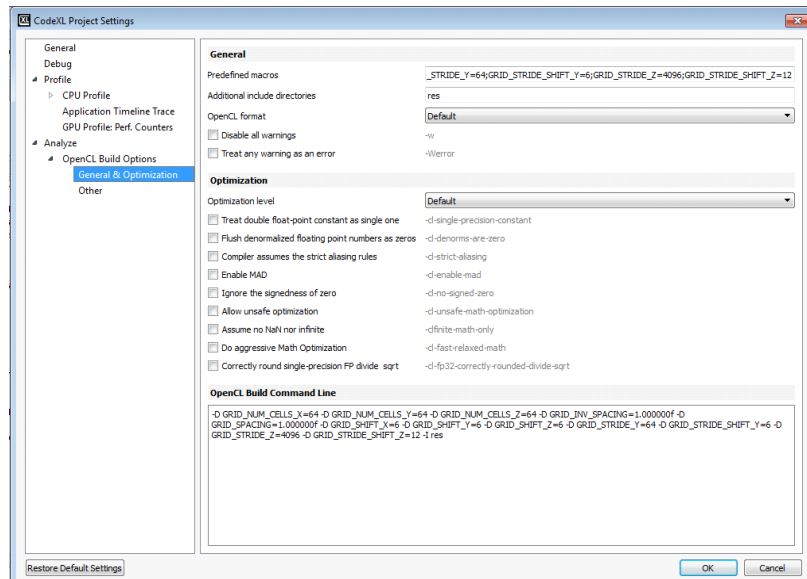 CodeXL Project Settings
General
Debug
Profile
CPU Profile
Application Timeline Trace
GPU Profile: Perf. Counters
Analyze
OpenCL Build Options
General & Optimization
Other
General
Predefined macros _STRIDE_Y=64;GRID_STRIDE_SHIFT_Y=6;GRID_STRIDE_Z=4096;GRID_STRIDE_SHIFT_Z=12
Additional include directories res
OpenCL format Default
Disable all warnings -w
Treat any warning as an error -Werror
Optimization
Optimization level Default
Treat double float-point constant as single one -cl-single-precision-constant
Flush denormalized floating point numbers as zeros -cl-denorms-are-zero
Compiler assumes the strict aliasing rules -cl-strict-aliasing
Enable MAD -cl-enable-mad
Ignore the signedness of zero -cl-no-signed-zero
Allow unsafe optimization -cl-unsafe-math-optimization
Assume no NaN nor infinite -clfinite-math-only
Do aggressive Math Optimization -cl-fast-relaxed-math
Correctly round single-precision FP divide sqrt -cl-fp32-correctly-rounded-divide-sqrt
OpenCL Build Command Line
-D GRID_NUM_CELLS_X=64 -D GRID_NUM_CELLS_Y=64 -D GRID_NUM_CELLS_Z=64 -D GRID_INV_SPACING=1.000000f -D
GRID_SPACING=1.000000f -D GRID_SHIFT_X=6 -D GRID_SHIFT_Y=6 -D GRID_SHIFT_Z=6 -D GRID_STRIDE_Y=64 -D GRID_STRIDE_SHIFT_Y=6 -D
GRID_STRIDE_Z=4096 -D GRID_STRIDE_SHIFT_Z=12 -I res
Restore Default Settings
OK Cancel